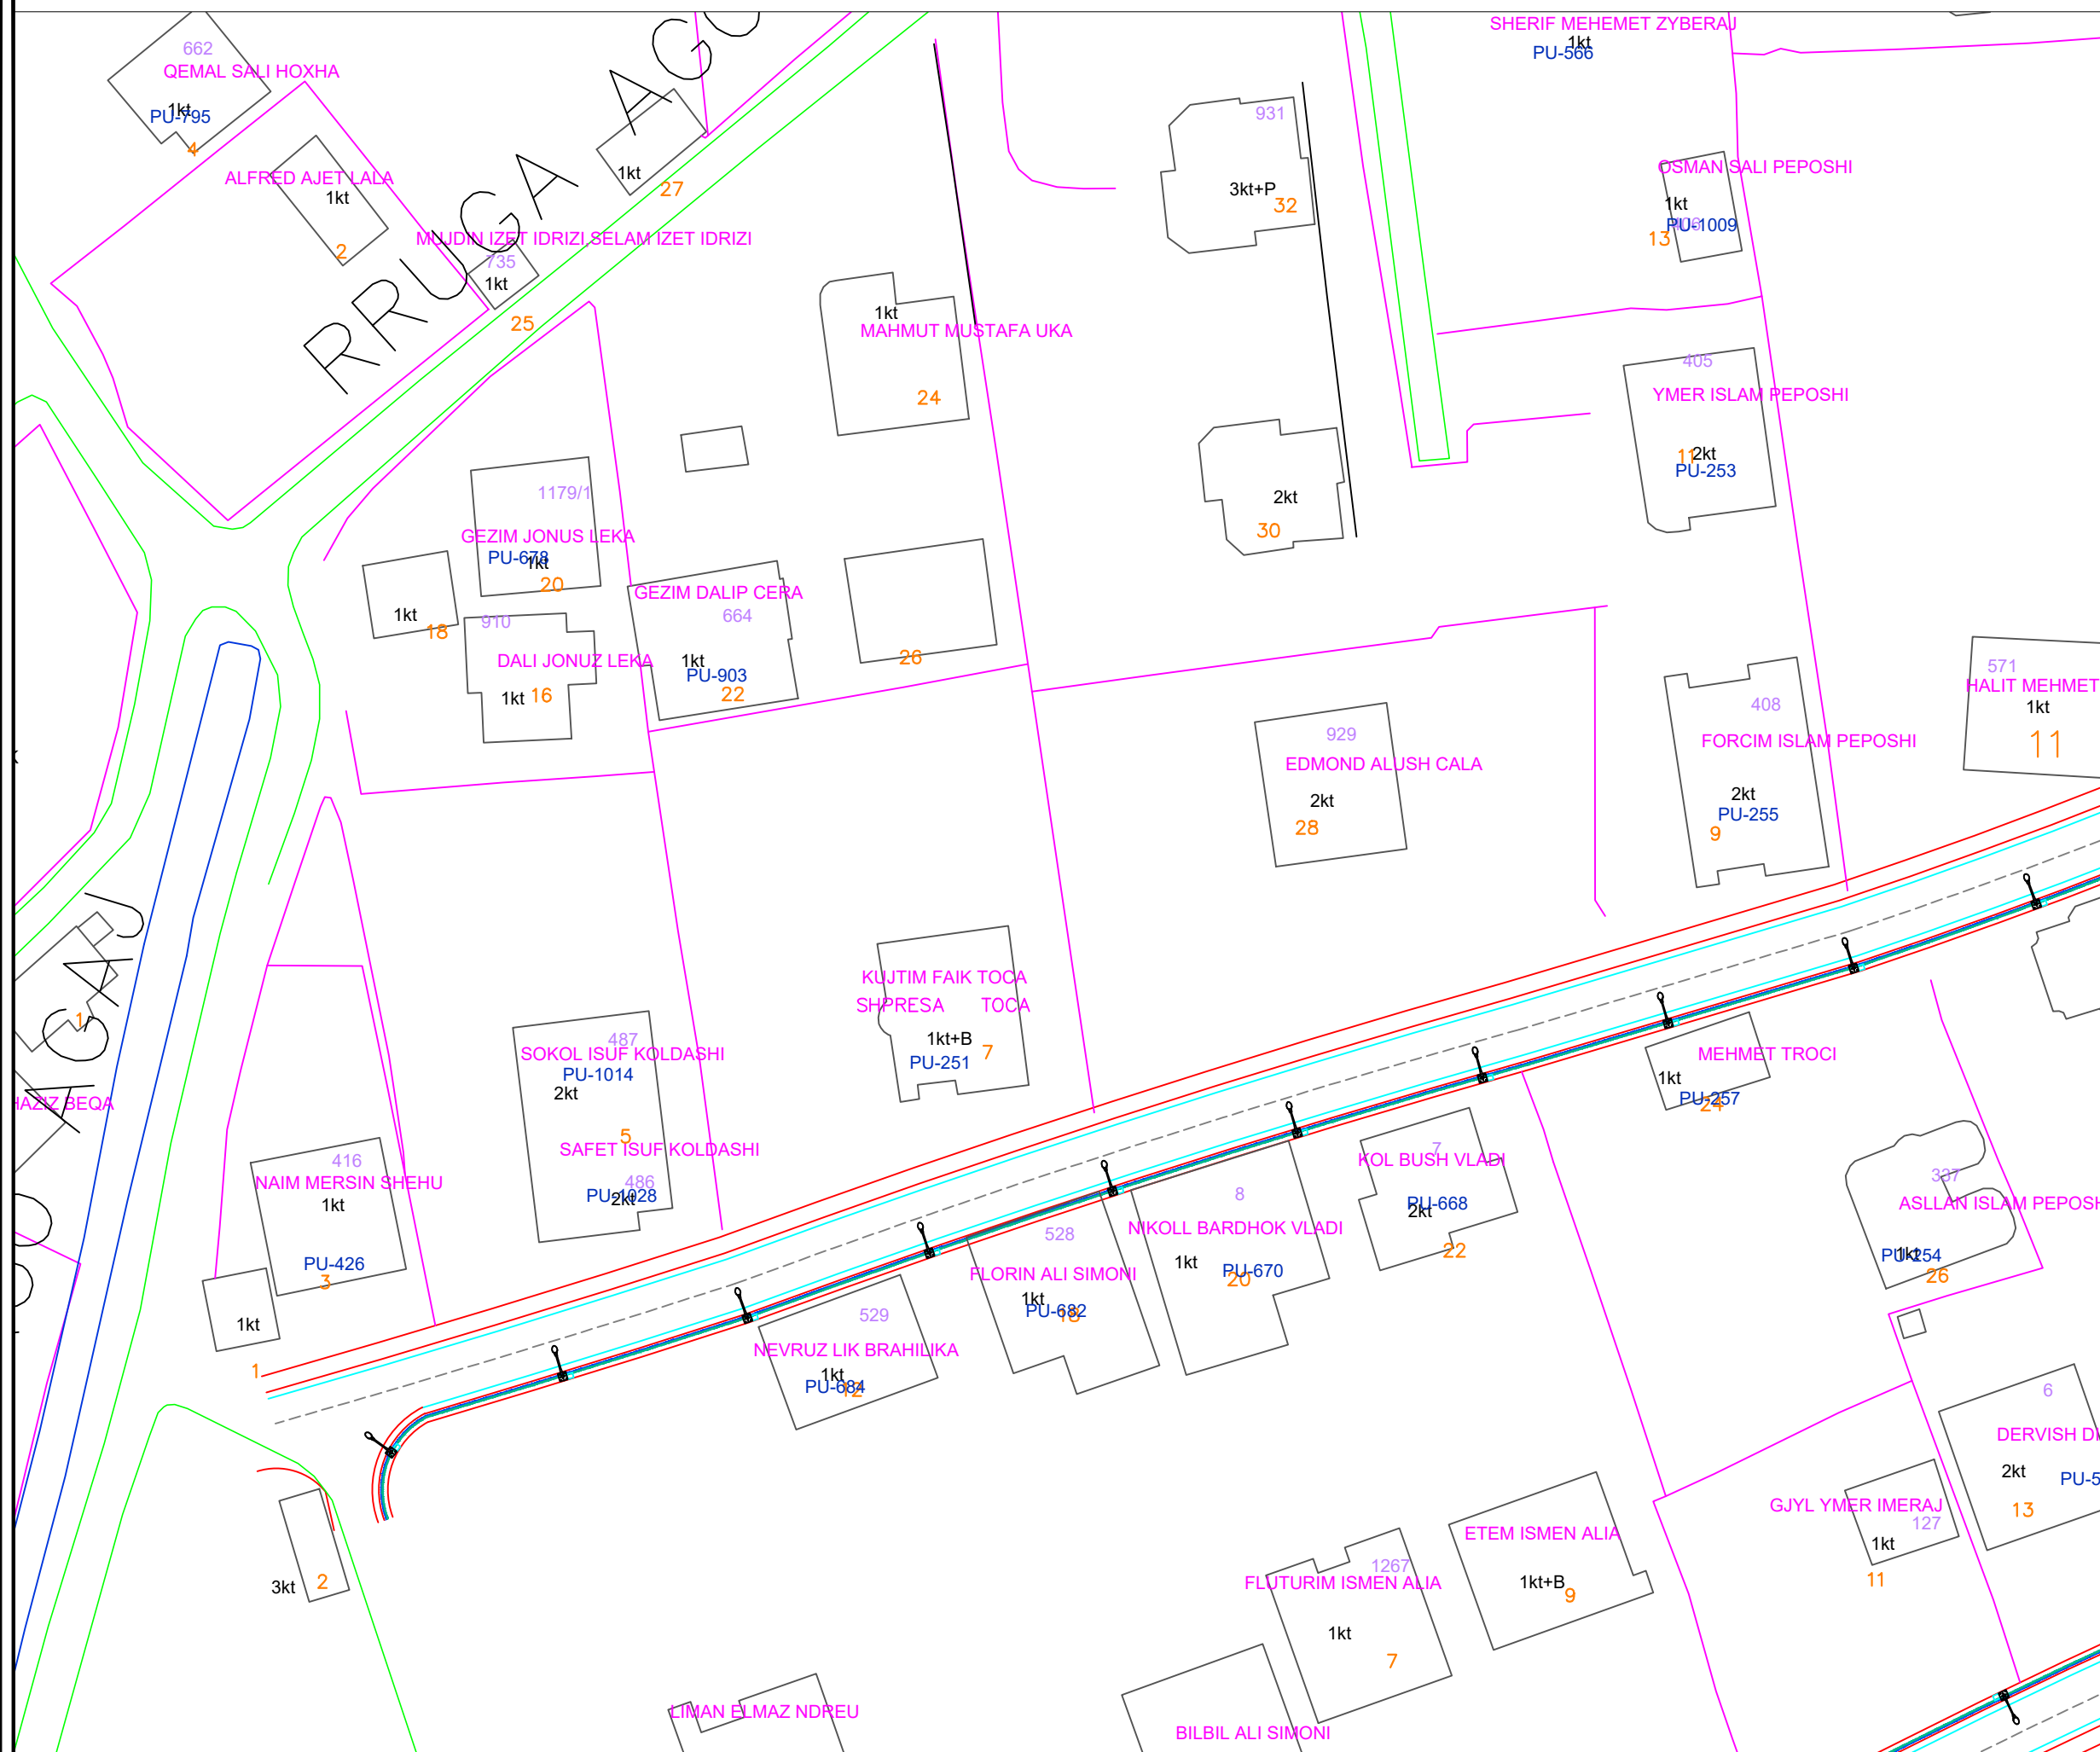 SHERIF MEHEMET ZYBERAJ
1kt
PU-566
662
QEMAL SALI HOXHA
1kt
PU-795
4
ALFRED AJET LALA
1kt
2
RRUGA
1kt
27
MUJDIN IZET IDRIZI,SELAM IZET IDRIZI
735
1kt
25
931
3kt+P
32
OSMAN SALI PEPOSHI
1kt
PU-1009
13
1kt
MAHMUT MUSTAFA UKA
24
405
YMER ISLAM PEPOSHI
11
2kt
PU-253
2kt
30
1179/1
GEZIM JONUS LEKA
PU-678
1kt
20
1kt
18
910
DALI JONUZ LEKA
1kt
16
GEZIM DALIP CERA
664
1kt
PU-903
22
26
929
EDMOND ALUSH CALA
2kt
28
408
FORCIM ISLAM PEPOSHI
2kt
PU-255
9
571
HALIT MEHMET
1kt
11
1
HAZIZ BEQA
KUJTIM FAIK TOCA
SHPRESA TOCA
1kt+B
7
PU-251
487
SOKOL ISUF KOLDASHI
PU-1014
2kt
5
SAFET ISUF KOLDASHI
486
PU-1028
2kt
416
NAIM MERSIN SHEHU
1kt
PU-426
3
1kt
1
MEHMET TROCI
1kt
PU-257
24
7
KOL BUSH VLADI
PU-668
2kt
22
8
NIKOLL BARDHOK VLADI
1kt
PU-670
20
528
FLORIN ALI SIMONI
1kt
PU-682
18
529
NEVRUZ LIK BRAHILIKA
1kt
PU-684
12
337
ASLLAN ISLAM PEPOSH
PU-254
1kt
26
6
DERVISH
2kt
PU-5
13
GJYL YMER IMERAJ
127
1kt
11
3kt
2
ETEM ISMEN ALIA
1kt+B
9
1267
FLUTURIM ISMEN ALIA
1kt
7
LIMAN ELMAZ NDREU
BILBIL ALI SIMONI